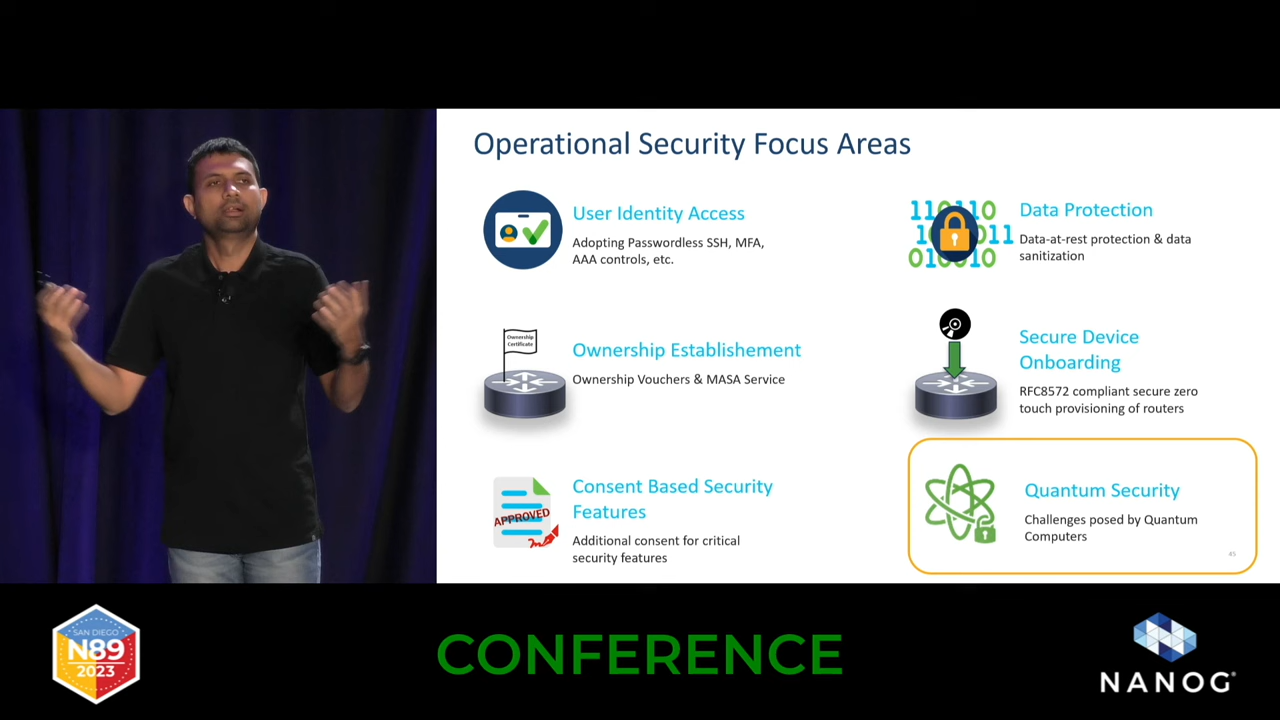 Operational Security Focus Areas
User Identity Access
Adopting Passwordless SSH, MFA,
AAA controls, etc.
110110
Data Protection
Data-at-rest protection & data
sanitization
010010
Ownership
Certificate
Ownership Establishement
Ownership Vouchers & MASA Service
Secure Device
Onboarding
RFC8572 compliant secure zero
touch provisioning of routers
APPROVED
Consent Based Security
Features
Additional consent for critical
security features
Quantum Security
Challenges posed by Quantum
Computers
45
SAN DIEGO
N89
2023
CONFERENCE
NANOG®